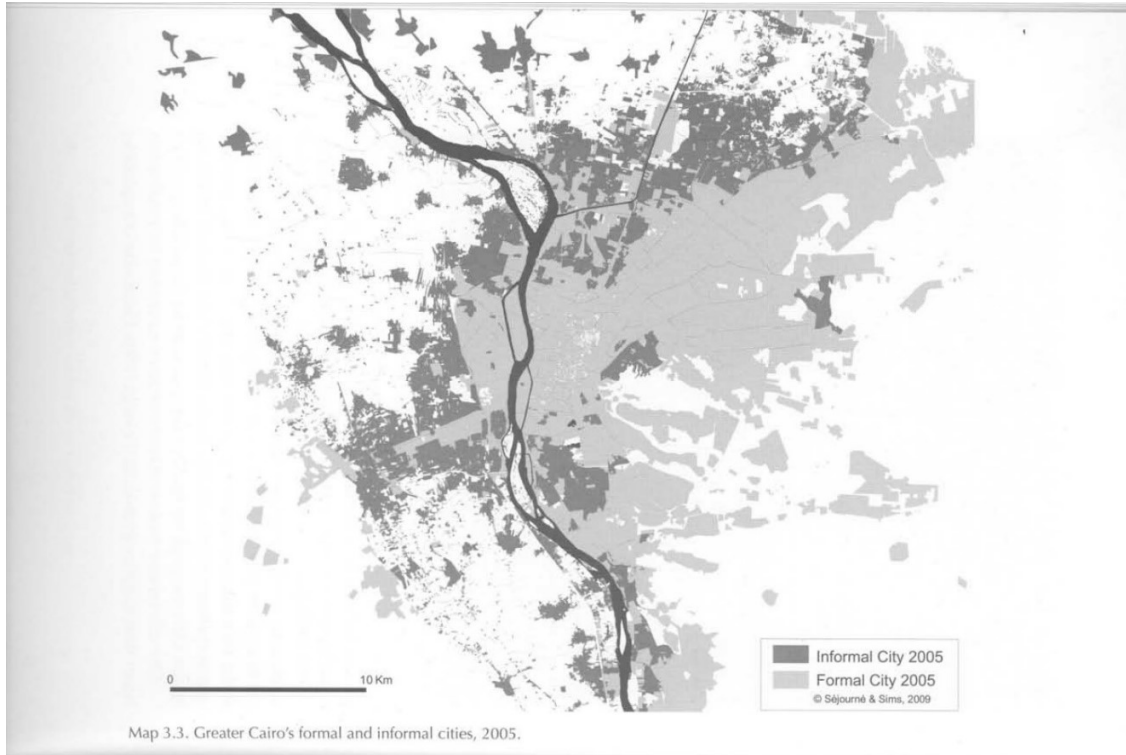 10 Km
0
Informal City 2005
Formal City 2005
© Séjourné & Sims, 2009
Map 3.3. Greater Cairo's formal and informal cities, 2005.